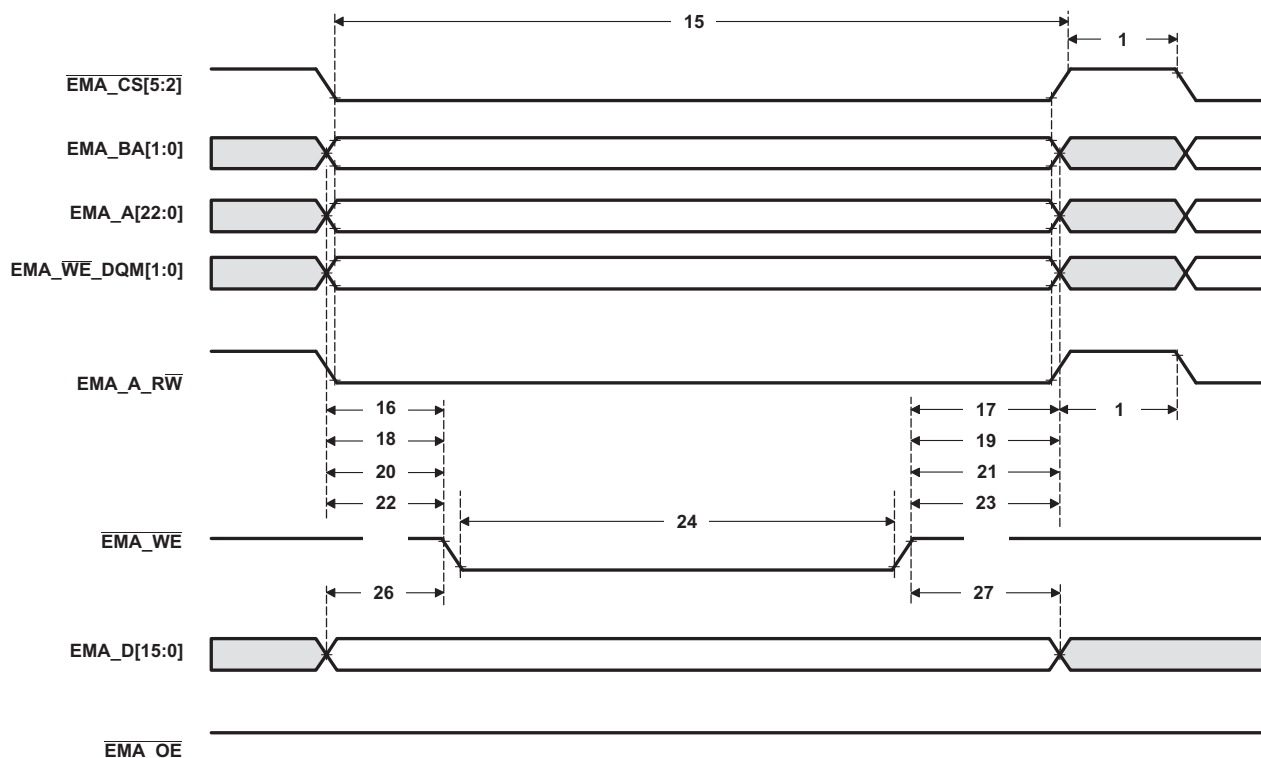 15
1
EMA_CS[5:2]
EMA_BA[1:0]
EMA_A[22:0]
EMA_WE_DQM[1:0]
EMA_A_RW
16
17
1
18
19
20
21
22
23
24
EMA_WE
26
27
EMA_D[15:0]
EMA_OE